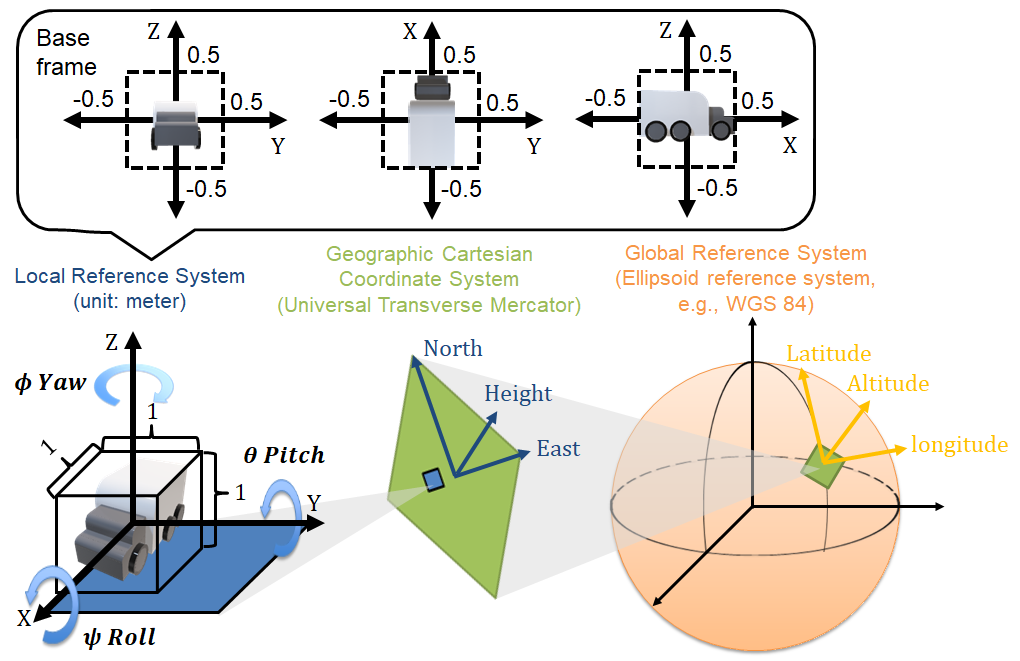 Base
frame
Z
0.5
-0.5
0.5
Y
-0.5
X
0.5
-0.5
0.5
Y
-0.5
Z
0.5
-0.5
0.5
X
-0.5
Local Reference System
(unit: meter)
Geographic Cartesian
Coordinate System
(Universal Transverse Mercator)
Global Reference System
(Ellipsoid reference system,
e.g., WGS 84)
Z
ϕ Yaw
1
1
1
θ Pitch
Y
X
ψ Roll
North
Height
East
Latitude
Altitude
longitude